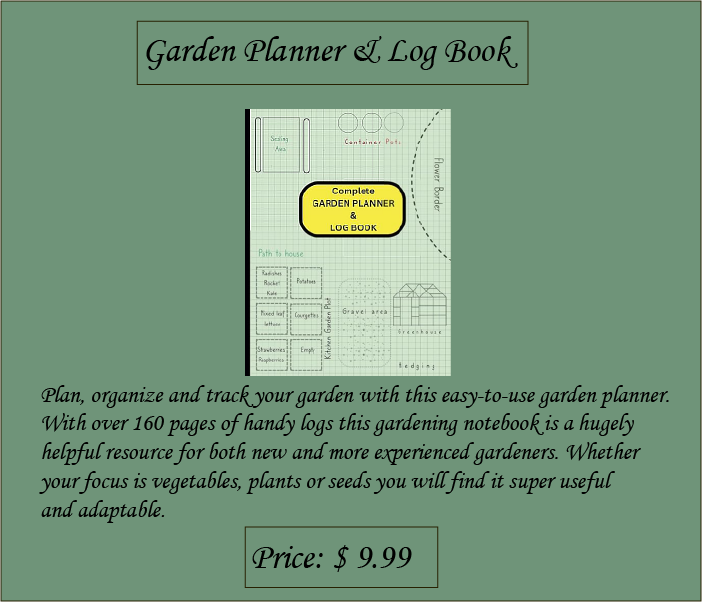 Garden Planner & Log Book
Seating
Area
Container Pots
Flower Border
Complete
GARDEN PLANNER
&
LOG BOOK
Path to house
Radishes
Rocket
Kale
Potatoes
Mixed leaf
lettuce
Courgettes
Strawberries
Raspberries
Empty
Kitchen Garden Plot
Gravel area
Greenhouse
Hedging
Plan, organize and track your garden with this easy-to-use garden planner.
With over 160 pages of handy logs this gardening notebook is a hugely
helpful resource for both new and more experienced gardeners. Whether
your focus is vegetables, plants or seeds you will find it super useful
and adaptable.
Price: $ 9.99